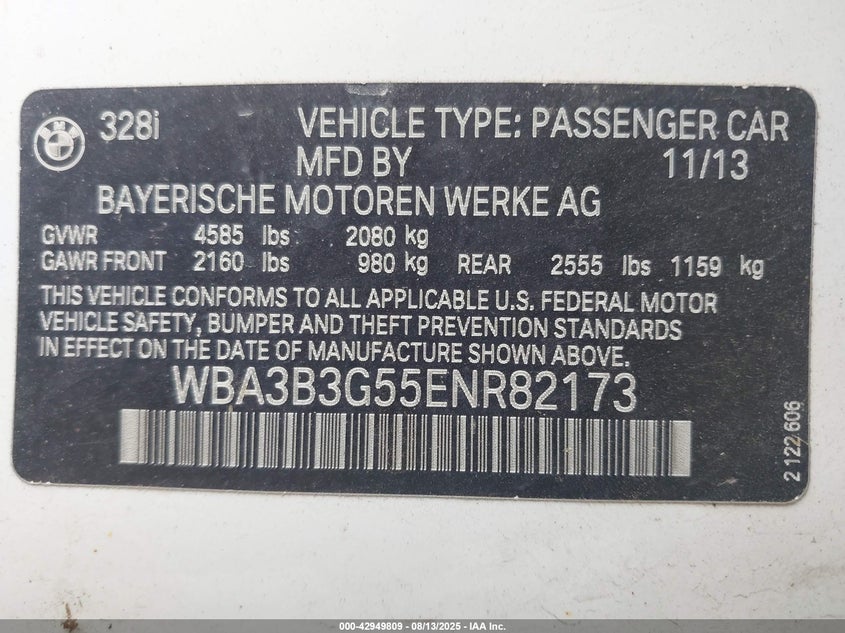 BMW
328i VEHICLE TYPE: PASSENGER CAR
MFD BY 11/13
BAYERISCHE MOTOREN WERKE AG
GVWR 4585 lbs 2080 kg
GAWR FRONT 2160 lbs 980 kg REAR 2555 lbs 1159 kg
THIS VEHICLE CONFORMS TO ALL APPLICABLE U.S. FEDERAL MOTOR
VEHICLE SAFETY, BUMPER AND THEFT PREVENTION STANDARDS
IN EFFECT ON THE DATE OF MANUFACTURE SHOWN ABOVE.
WBA3B3G55ENR82173
2 122 606
000-42949809 - 08/13/2025 - IAA Inc.